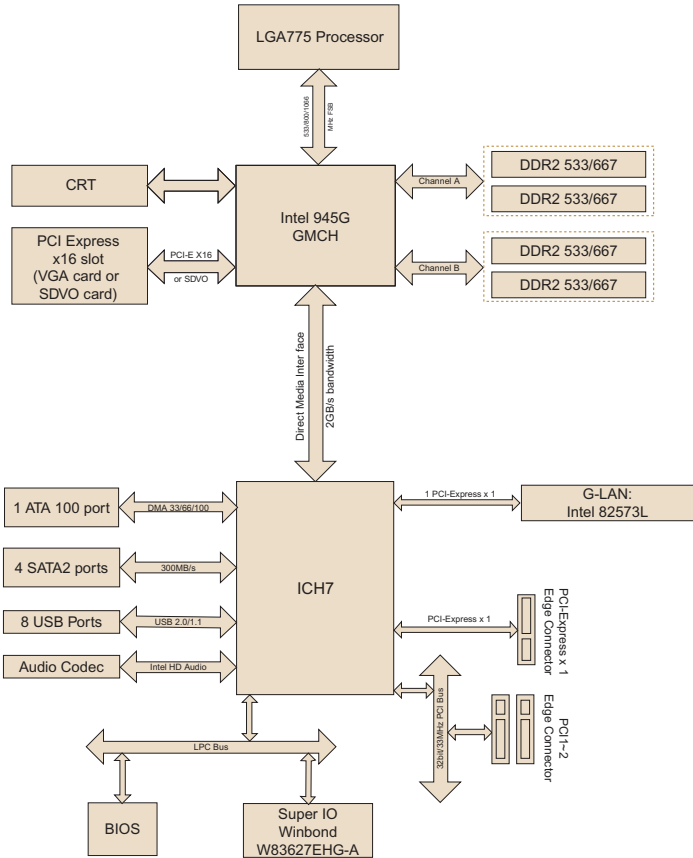 LGA775 Processor
533/800/1066
MHz FSB
CRT
Intel 945G
GMCH
Channel A
DDR2 533/667
DDR2 533/667
PCI Express
x16 slot
(VGA card or
SDVO card)
PCI-E X16
or SDVO
Channel B
DDR2 533/667
DDR2 533/667
Direct Media Inter face
2GB/s bandwidth
1 ATA 100 port
DMA 33/66/100
1 PCI-Express x 1
G-LAN:
Intel 82573L
4 SATA2 ports
300MB/s
ICH7
8 USB Ports
USB 2.0/1.1
PCI-Express x 1
PCI-Express x 1
Edge Connector
Audio Codec
Intel HD Audio
32bit/33MHz PCI Bus
PCI1~2
Edge Connector
LPC Bus
BIOS
Super IO
Winbond
W83627EHG-A